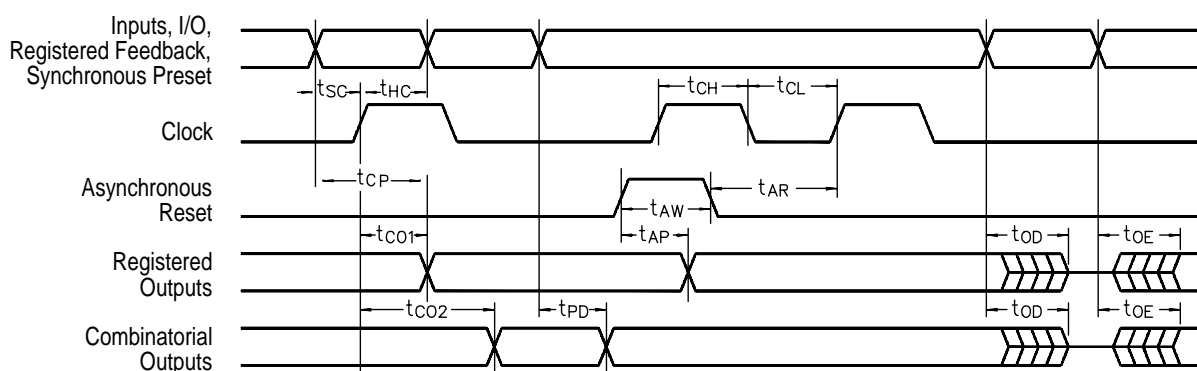 Inputs, I/O,
Registered Feedback,
Synchronous Preset
tSC tHC tCH tCL
Clock
tCP
Asynchronous
Reset
tAR
tAW
tCO1 tAP tOD tOE
Registered
Outputs
tCO2 tPD tOD tOE
Combinatorial
Outputs